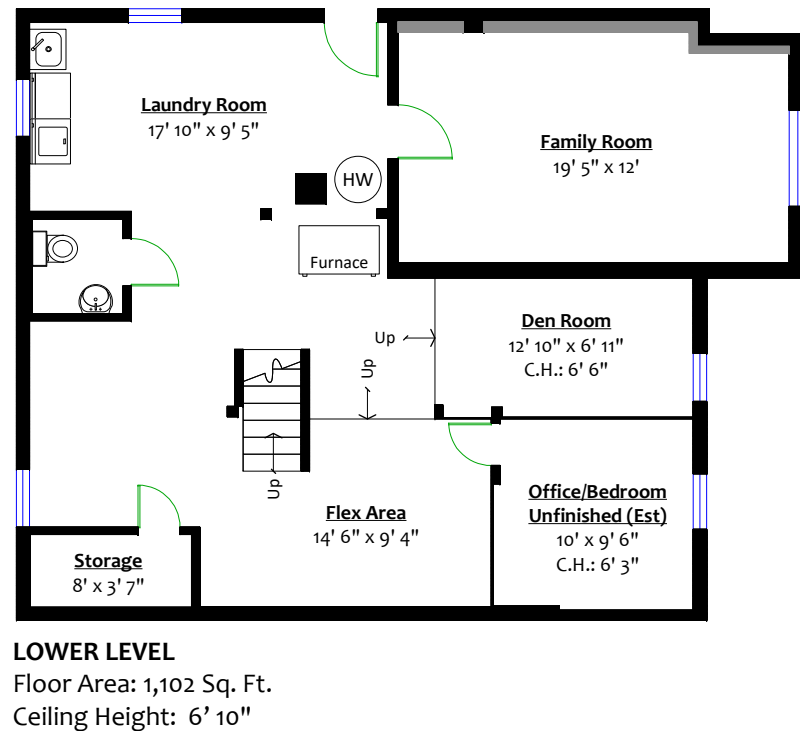 Laundry Room
17' 10" x 9' 5"
Family Room
19' 5" x 12'
HW
Furnace
Den Room
12' 10" x 6' 11"
C.H.: 6' 6"
Up
Up
Up
Office/Bedroom
Unfinished (Est)
10' x 9' 6"
C.H.: 6' 3"
Flex Area
14' 6" x 9' 4"
Storage
8' x 3' 7"
LOWER LEVEL
Floor Area: 1,102 Sq. Ft.
Ceiling Height:  6’ 10"